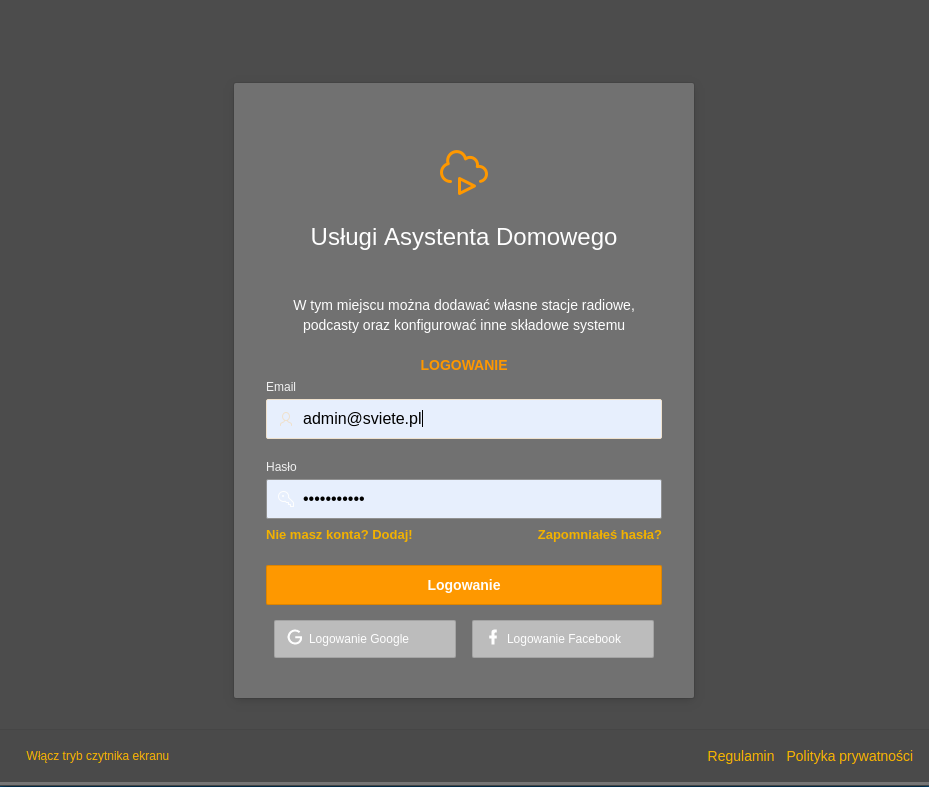 Usługi Asystenta Domowego
W tym miejscu można dodawać własne stacje radiowe,
podcasty oraz konfigurować inne składowe systemu
LOGOWANIE
Email
admin@sviete.pl
Hasło
•••••••••••
Nie masz konta? Dodaj! Zapomniałeś hasła?
Logowanie
Logowanie Google Logowanie Facebook
Włącz tryb czytnika ekranu Regulamin Polityka prywatności